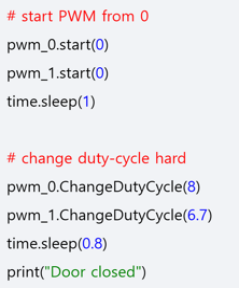 # start PWM from 0
pwm_0.start(0)
pwm_1.start(0)
time.sleep(1)
# change duty-cycle hard
pwm_0.ChangeDutyCycle(8)
pwm_1.ChangeDutyCycle(6.7)
time.sleep(0.8)
print("Door closed")